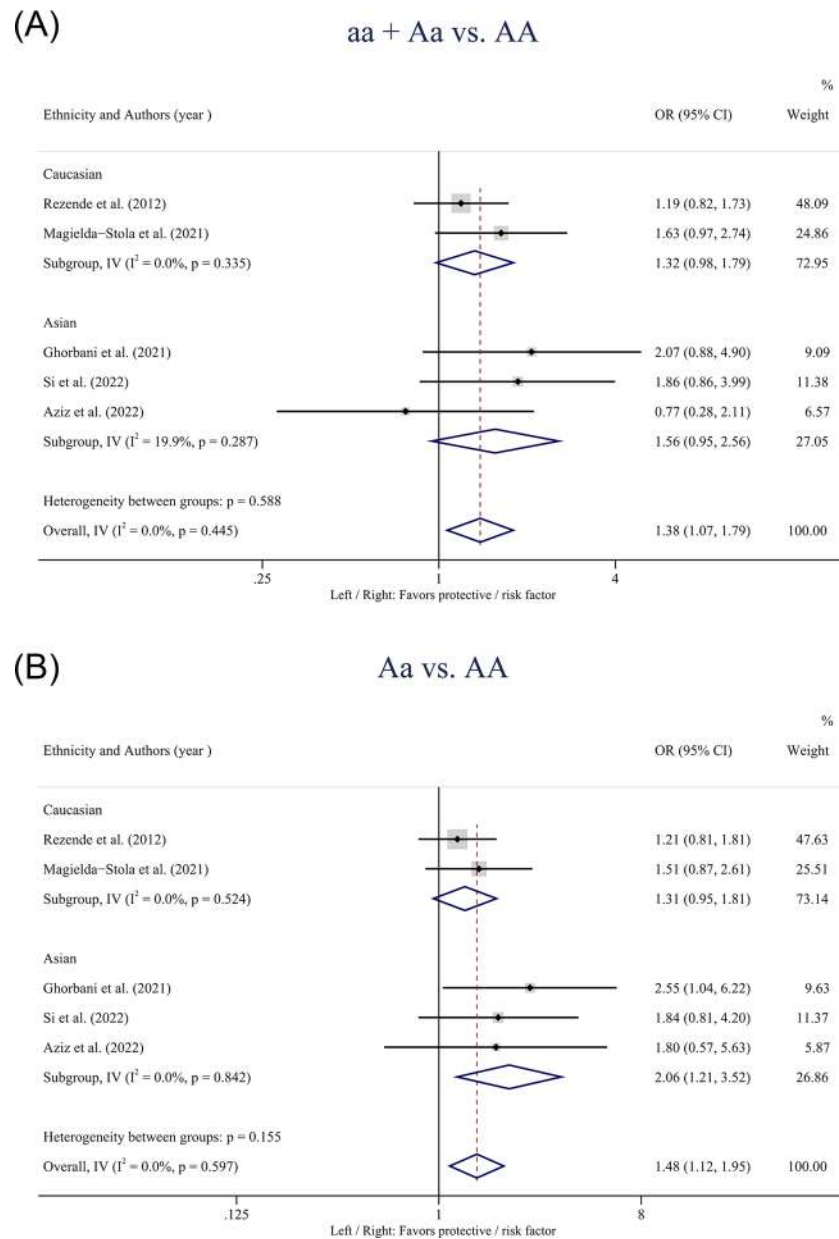 (A)
aa + Aa vs. AA
%
Ethnicity and Authors (year ) OR (95% CI) Weight
Caucasian
Rezende et al. (2012) 1.19 (0.82, 1.73) 48.09
Magielda−Stola et al. (2021) 1.63 (0.97, 2.74) 24.86
Subgroup, IV (I² = 0.0%, p = 0.335) 1.32 (0.98, 1.79) 72.95
Asian
Ghorbani et al. (2021) 2.07 (0.88, 4.90) 9.09
Si et al. (2022) 1.86 (0.86, 3.99) 11.38
Aziz et al. (2022) 0.77 (0.28, 2.11) 6.57
Subgroup, IV (I² = 19.9%, p = 0.287) 1.56 (0.95, 2.56) 27.05
Heterogeneity between groups: p = 0.588
Overall, IV (I² = 0.0%, p = 0.445) 1.38 (1.07, 1.79) 100.00
.25 1 4
Left / Right: Favors protective / risk factor
(B)
Aa vs. AA
%
Ethnicity and Authors (year ) OR (95% CI) Weight
Caucasian
Rezende et al. (2012) 1.21 (0.81, 1.81) 47.63
Magielda−Stola et al. (2021) 1.51 (0.87, 2.61) 25.51
Subgroup, IV (I² = 0.0%, p = 0.524) 1.31 (0.95, 1.81) 73.14
Asian
Ghorbani et al. (2021) 2.55 (1.04, 6.22) 9.63
Si et al. (2022) 1.84 (0.81, 4.20) 11.37
Aziz et al. (2022) 1.80 (0.57, 5.63) 5.87
Subgroup, IV (I² = 0.0%, p = 0.842) 2.06 (1.21, 3.52) 26.86
Heterogeneity between groups: p = 0.155
Overall, IV (I² = 0.0%, p = 0.597) 1.48 (1.12, 1.95) 100.00
.125 1 8
Left / Right: Favors protective / risk factor